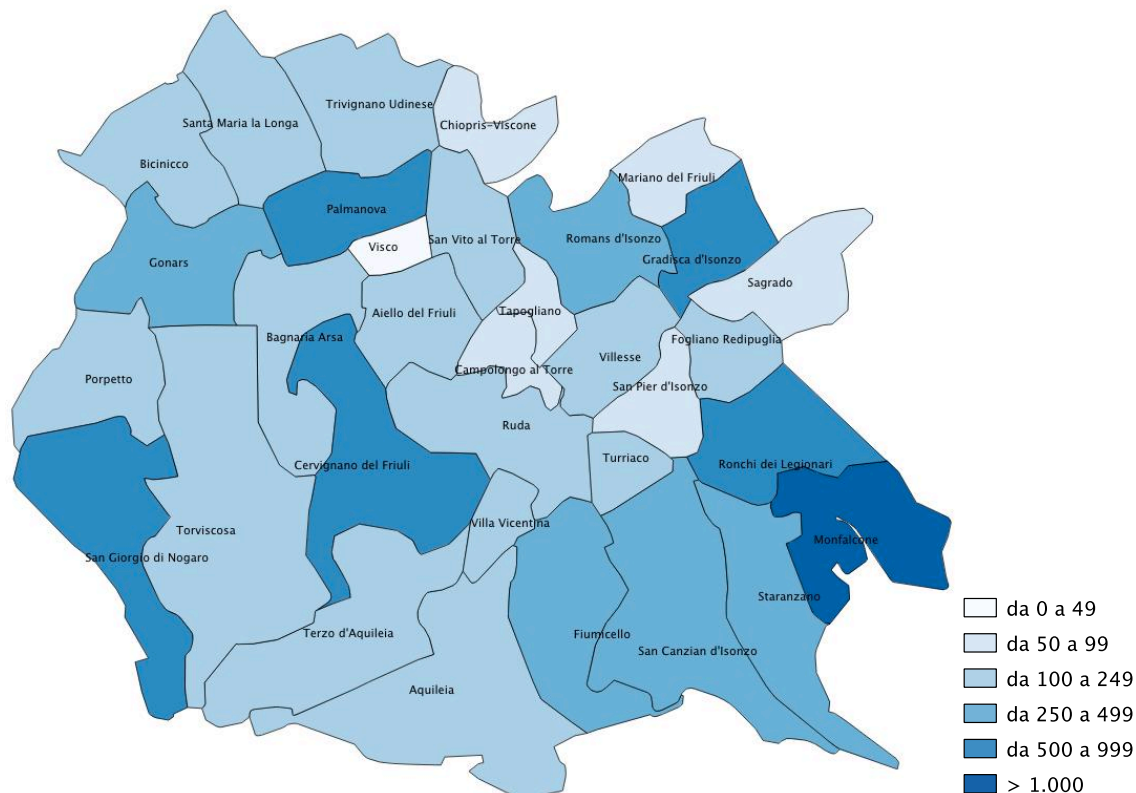 Trivignano Udinese
Santa Maria la Longa
Chiopris-Viscone
Bicinicco
Mariano del Friuli
Palmanova
Visco
San Vito al Torre
Romans d'Isonzo
Gonars
Gradisca d'Isonzo
Sagrado
Aiello del Friuli
Tapogliano
Bagnaria Arsa
Fogliano Redipuglia
Villesse
Campolongo al Torre
Porpetto
San Pier d'Isonzo
Ruda
Turriaco
Cervignano del Friuli
Ronchi dei Legionari
Villa Vicentina
Torviscosa
Monfalcone
San Giorgio di Nogaro
Staranzano
Terzo d'Aquileia
Fiumicello
San Canzian d'Isonzo
Aquileia
da 0 a 49
da 50 a 99
da 100 a 249
da 250 a 499
da 500 a 999
> 1.000